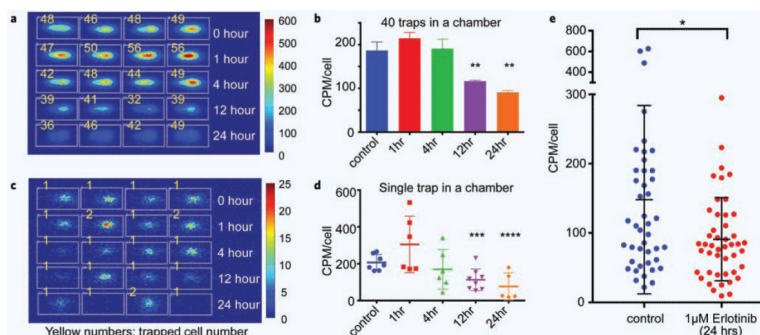 a
48 46 48 49
0 hour
47 50 56 56
1 hour
42 48 44 49
4 hour
39 41 32 39
12 hour
36 46 42 49
24 hour
600
500
400
300
200
100
0
b
40 traps in a chamber
CPM/cell
200
100
0
** **
control 1hr 4hr 12hr 24hr
c
1 1 1 1
0 hour
1 2 1 1
1 hour
1 1 1 1
4 hour
1 1 1 1
12 hour
1 2
24 hour
Yellow numbers: trapped cell number
25
20
15
10
5
0
d
Single trap in a chamber
CPM/cell
600
400
200
0
*** ****
control 1hr 4hr 12hr 24hr
e
*
CPM/cell
800
600
400
300
200
100
0
control
1μM Erlotinib
(24 hrs)